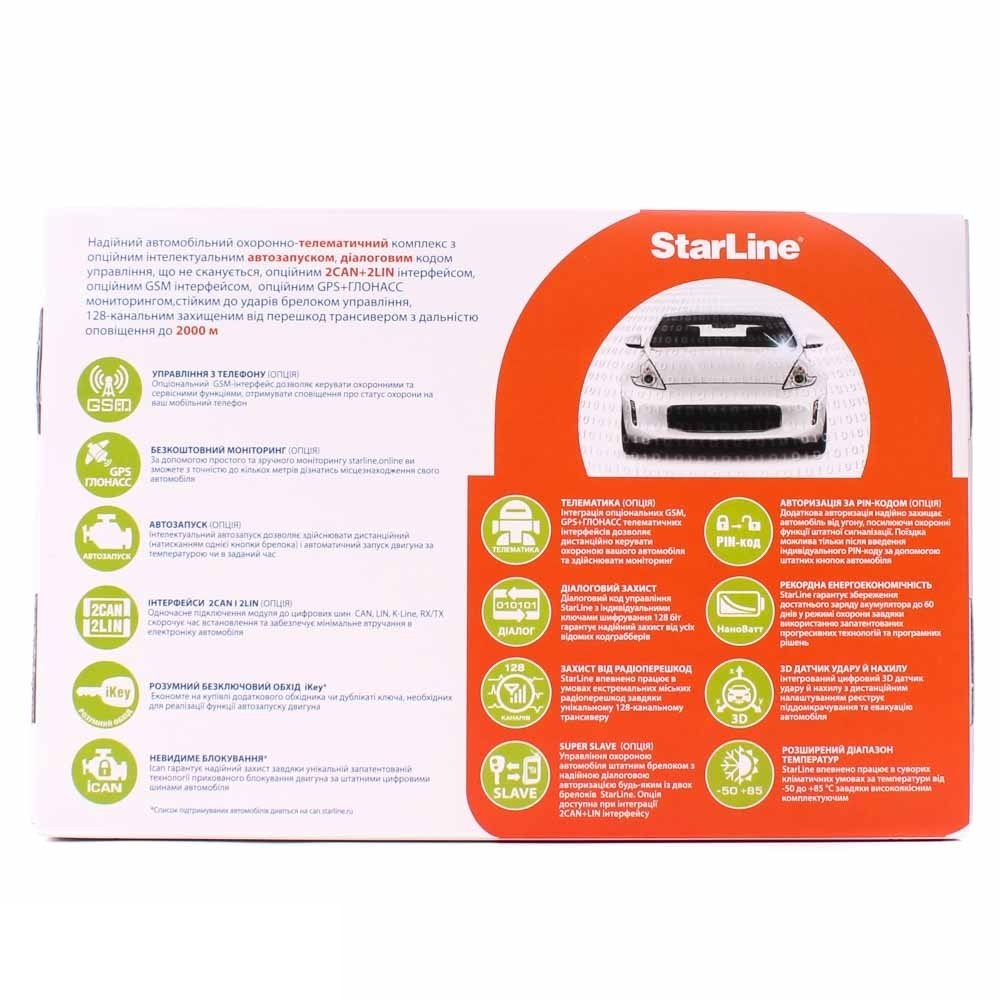 Надійний автомобільний охоронно-телематичний комплекс з
опційним інтелектуальним автозапуском, діалоговим кодом
управління, що не сканується, опційним 2CAN+2LIN інтерфейсом,
опційним GSM інтерфейсом, опційним GPS+ГЛОНАСС
мониторингом,стійким до ударів брелоком управління,
128-канальним захищеним від перешкод трансивером з дальністю
оповіщення до 2000 м
GSM
УПРАВЛІННЯ З ТЕЛЕФОНУ (ОПЦІЯ)
Опціональний GSM-інтерфейс дозволяє керувати охоронними та
сервісними функціями, отримувати сповіщення про статус охорони на
ваш мобільний телефон
GPS
ГЛОНАСС
БЕЗКОШТОВНИЙ МОНІТОРИНГ (ОПЦІЯ)
За допомогою простого та зручного моніторингу starline.online ви
зможете з точністю до кількох метрів дізнатись місцезнаходження свого
автомобіля
АВТОЗАПУСК
АВТОЗАПУСК (ОПЦІЯ)
Інтелектуальний автозапуск дозволяє здійснювати дистанційний
(натисканням однієї кнопки брелока) і автоматичний запуск двигуна за
температурою чи в заданий час
2CAN
2LIN
ІНТЕРФЕЙСИ 2CAN І 2LIN (ОПЦІЯ)
Одночасне підключення модуля до цифрових шин CAN, LIN, K-Line, RX/TX
скорочує час встановлення та забезпечує мінімальне втручання в
електроніку автомобіля
iKey
РОЗУМНИЙ ОБХІД
РОЗУМНИЙ БЕЗКЛЮЧОВИЙ ОБХІД iKey*
Економте на купівлі додаткового обхідника чи дублікаті ключа, необхідних
для реалізації функції автозапуску двигуна
iCAN
НЕВИДИМЕ БЛОКУВАННЯ*
Ican гарантує надійний захист завдяки унікальній запатентованій
технології прихованого блокування двигуна за штатними цифровими
шинами автомобіля
*Список підтримуваних автомобілів дивіться на can.starline.ru
StarLine®
ТЕЛЕМАТИКА
ТЕЛЕМАТИКА (ОПЦІЯ)
Інтеграція опціональних GSM,
GPS+ГЛОНАСС телематичних
інтерфейсів дозволяє
дистанційно керувати
охороною вашого автомобіля
та здійснювати моніторинг
010101
ДІАЛОГ
ДІАЛОГОВИЙ ЗАХИСТ
Діалоговий код управління
StarLine з індивідуальними
ключами шифрування 128 біт
гарантує надійний захист від усіх
відомих кодграбберів
128
КАНАЛІВ
ЗАХИСТ ВІД РАДІОПЕРЕШКОД
StarLine впевнено працює в
умовах екстремальних міських
радіоперешкод завдяки
унікальному 128-канальному
трансиверу
SLAVE
SUPER SLAVE (ОПЦІЯ)
Управління охороною
автомобіля штатним брелоком з
надійною діалоговою
авторизацією будь-яким із двох
брелоків StarLine. Опція
доступна при інтеграції
2CAN+LIN інтерфейсу
PIN-код
АВТОРИЗАЦІЯ ЗА PIN-КОДОМ (ОПЦІЯ)
Додаткова авторизація надійно захищає
автомобіль від угону, посилюючи охоронні
функції штатної сигналізації. Поїздка
можлива тільки після введення
індивідуального PIN-коду за допомогою
штатних кнопок автомобіля
НаноВатт
РЕКОРДНА ЕНЕРГОЕКОНОМІЧНІСТЬ
StarLine гарантує збереження
достатнього заряду акумулятора до 60
днів у режимі охорони завдяки
використанню запатентованих
прогресивних технологій та програмних
рішень
X
Y
Z
3D
3D ДАТЧИК УДАРУ Й НАХИЛУ
Інтегрований цифровий 3D датчик
удару й нахилу з дистанційним
налаштуванням реєструє
піддомкрачування та евакуацію
автомобіля
-50 +85
РОЗШИРЕНИЙ ДІАПАЗОН
ТЕМПЕРАТУР
StarLine впевнено працює в суворих
кліматичних умовах за температури від
-50 до +85 °C завдяки високоякісним
комплектуючим